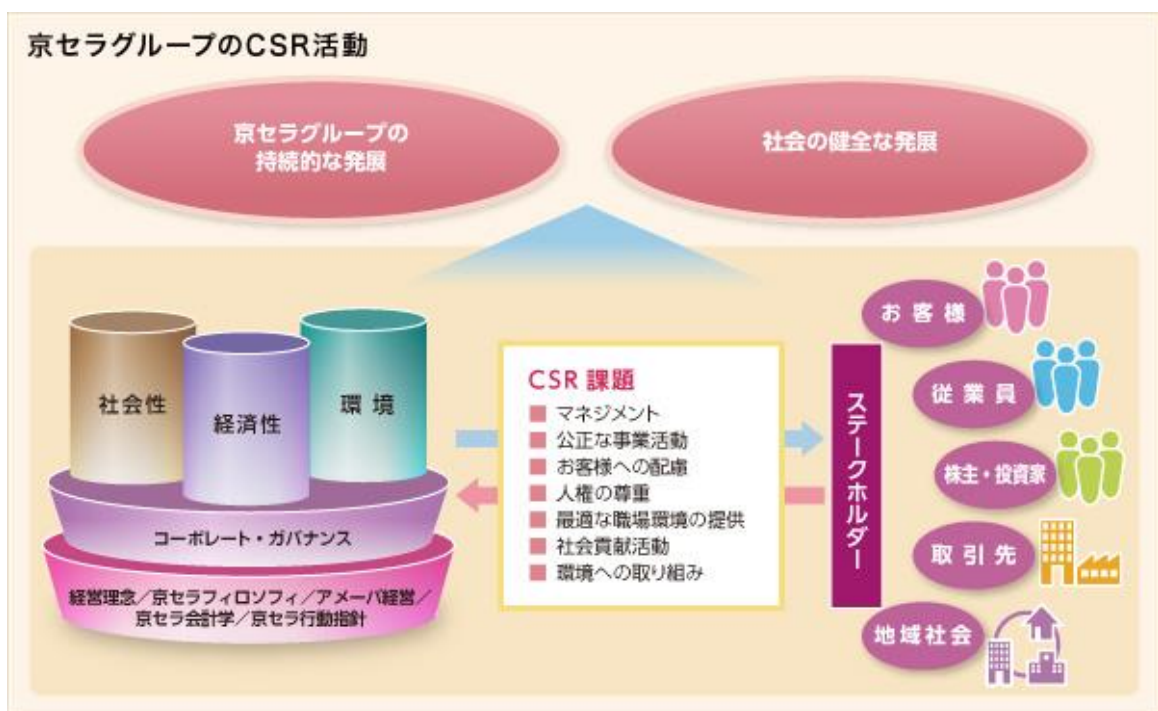 京セラグループのCSR活動
京セラグループの
持続的な発展
社会の健全な発展
社会性
経済性
環境
コーポレート・ガバナンス
経営理念／京セラフィロソフィ／アメーバ経営／
京セラ会計学／京セラ行動指針
CSR 課題
マネジメント
公正な事業活動
お客様への配慮
人権の尊重
最適な職場環境の提供
社会貢献活動
環境への取り組み
ステークホルダー
お客様
従業員
株主・投資家
取引先
地域社会